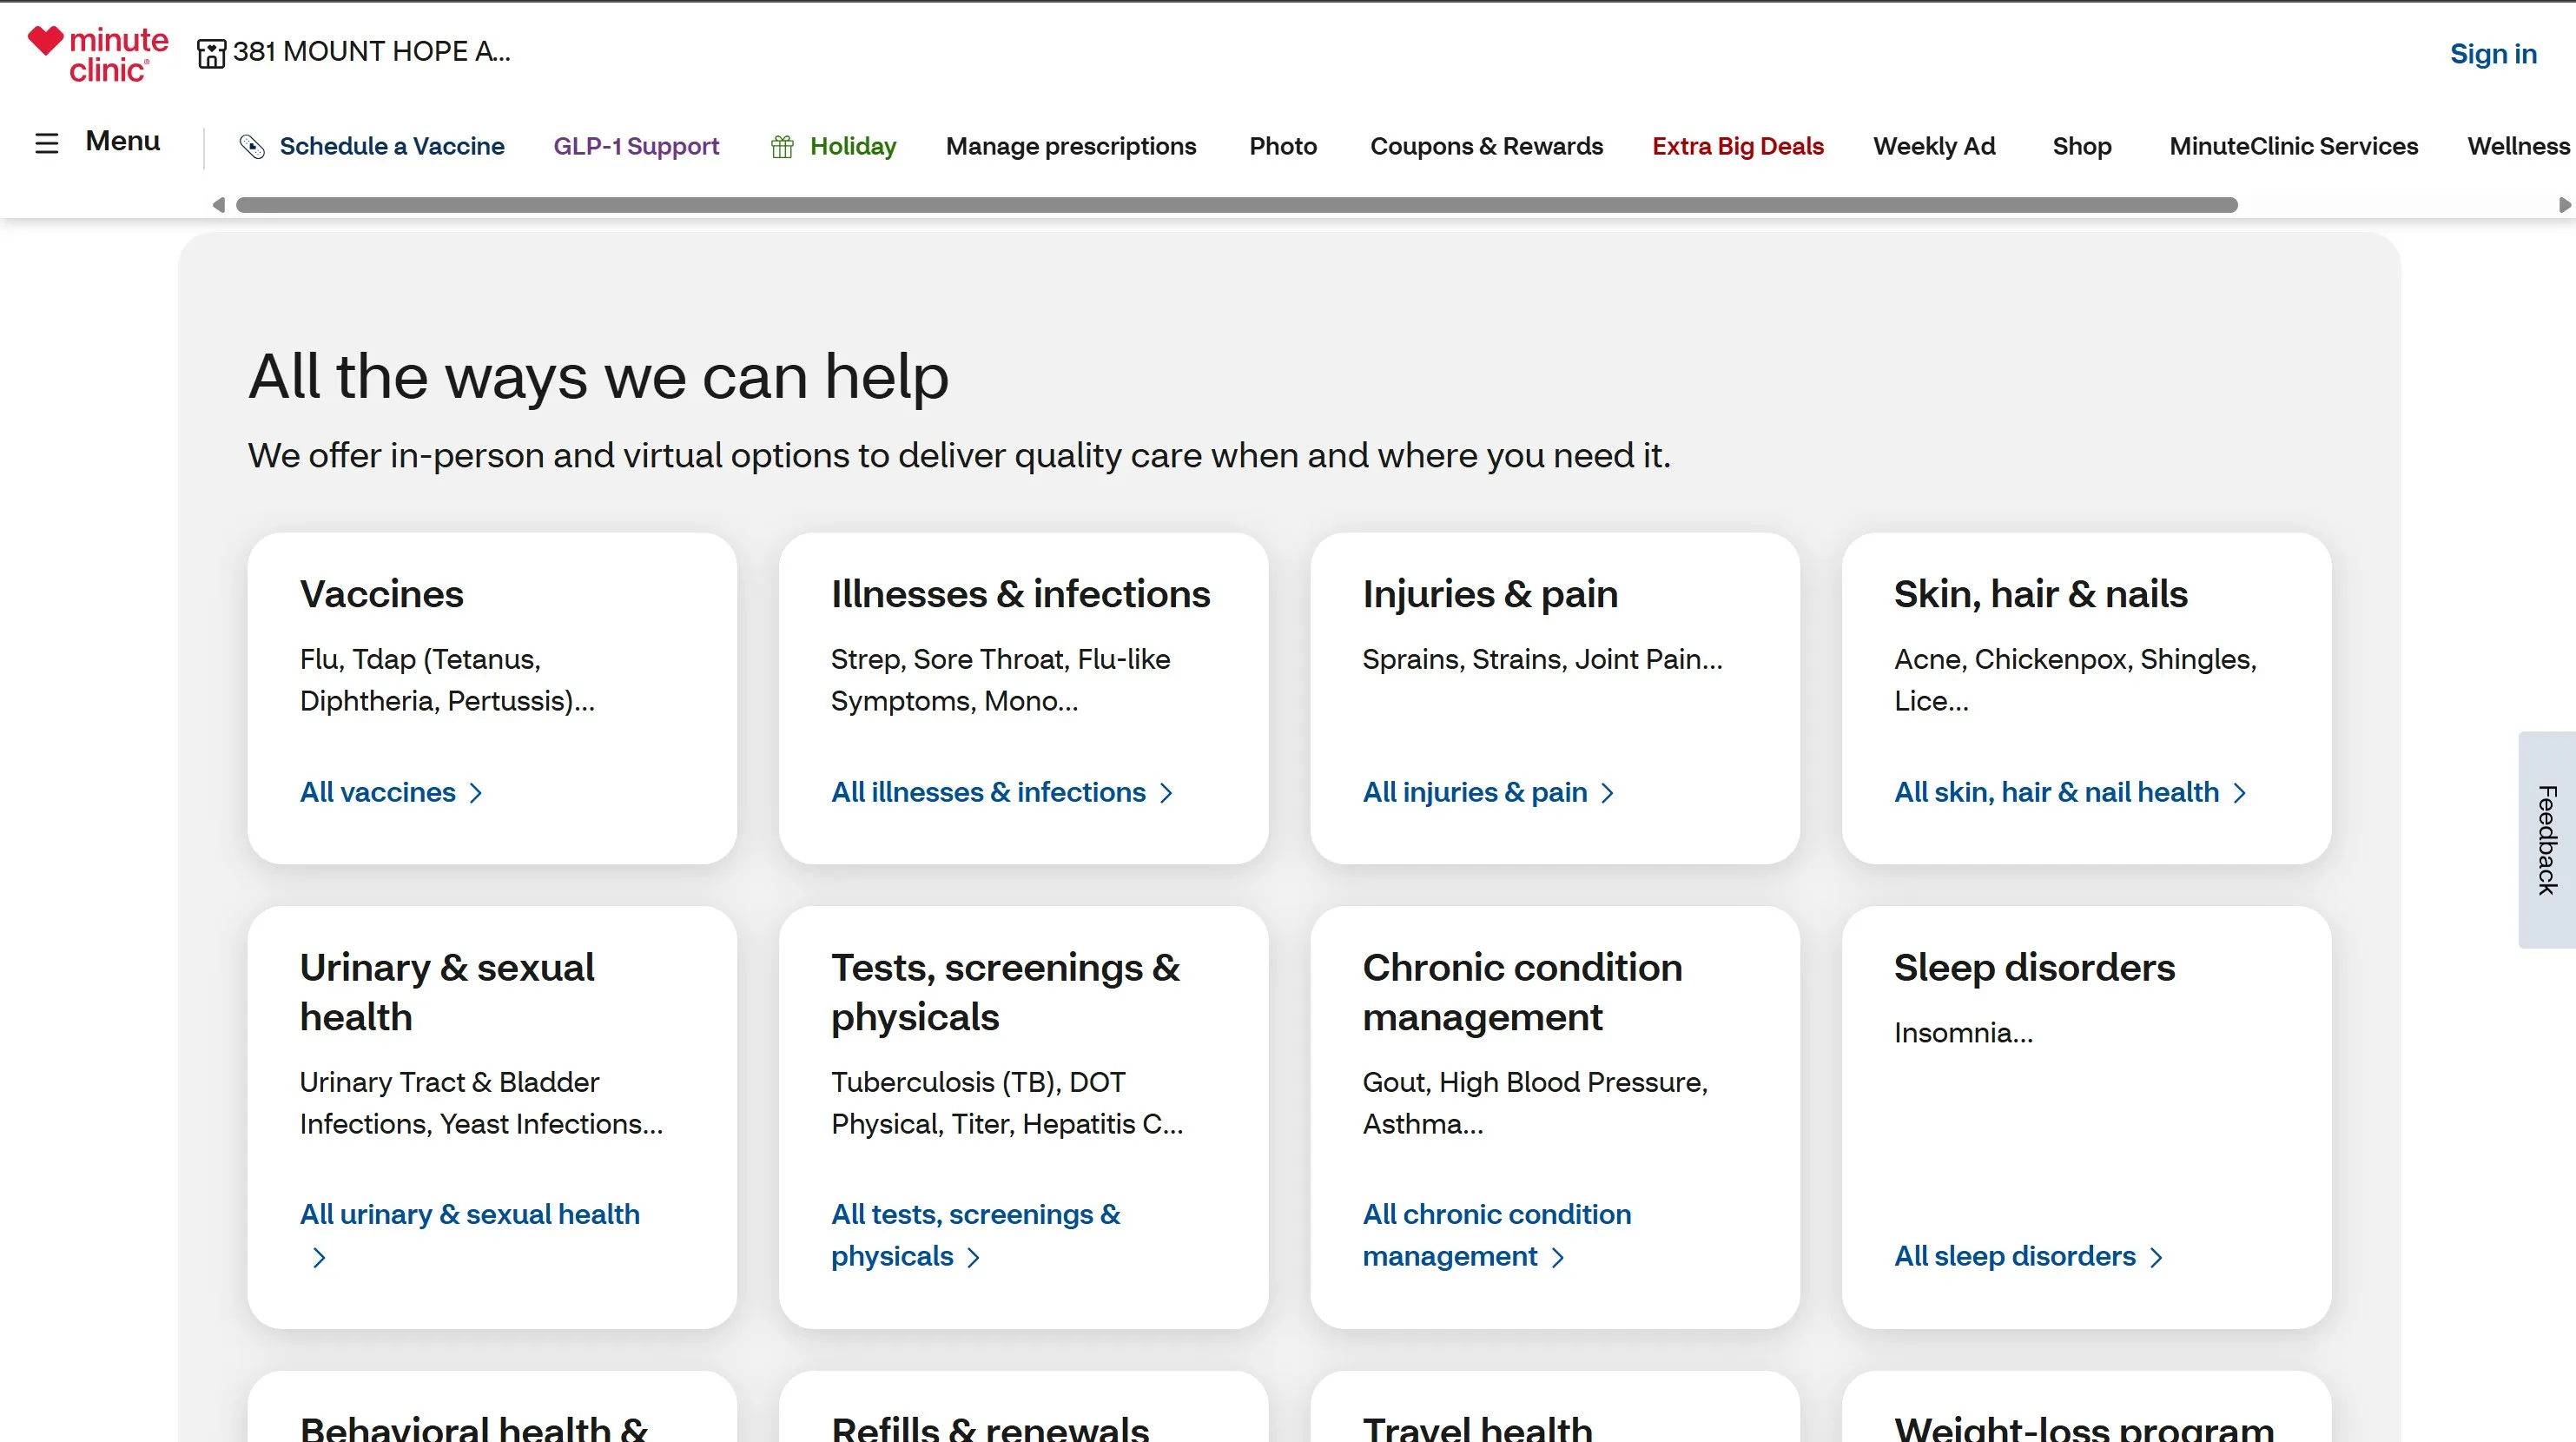 minute
clinic®
381 MOUNT HOPE A...
Sign in
Menu
Schedule a Vaccine
GLP-1 Support
Holiday
Manage prescriptions
Photo
Coupons & Rewards
Extra Big Deals
Weekly Ad
Shop
MinuteClinic Services
Wellness
All the ways we can help
We offer in-person and virtual options to deliver quality care when and where you need it.
Vaccines
Flu, Tdap (Tetanus,
Diphtheria, Pertussis)...
All vaccines
Illnesses & infections
Strep, Sore Throat, Flu-like
Symptoms, Mono...
All illnesses & infections
Injuries & pain
Sprains, Strains, Joint Pain...
All injuries & pain
Skin, hair & nails
Acne, Chickenpox, Shingles,
Lice...
All skin, hair & nail health
Feedback
Urinary & sexual
health
Urinary Tract & Bladder
Infections, Yeast Infections...
All urinary & sexual health
Tests, screenings &
physicals
Tuberculosis (TB), DOT
Physical, Titer, Hepatitis C...
All tests, screenings &
physicals
Chronic condition
management
Gout, High Blood Pressure,
Asthma...
All chronic condition
management
Sleep disorders
Insomnia...
All sleep disorders
Behavioral health &
Refills & renewals
Travel health
Weight-loss program